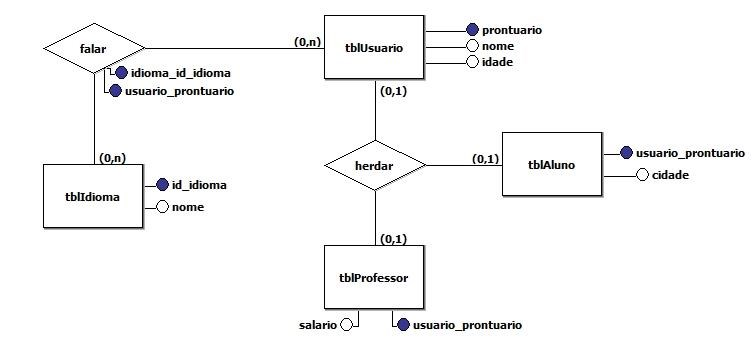 falar
(0,n)
tblUsuario
prontuario
nome
idade
idioma_id_idioma
usuario_prontuario
(0,1)
(0,n)
herdar
(0,1)
tblAluno
usuario_prontuario
cidade
tblIdioma
id_idioma
nome
(0,1)
tblProfessor
salario
usuario_prontuario